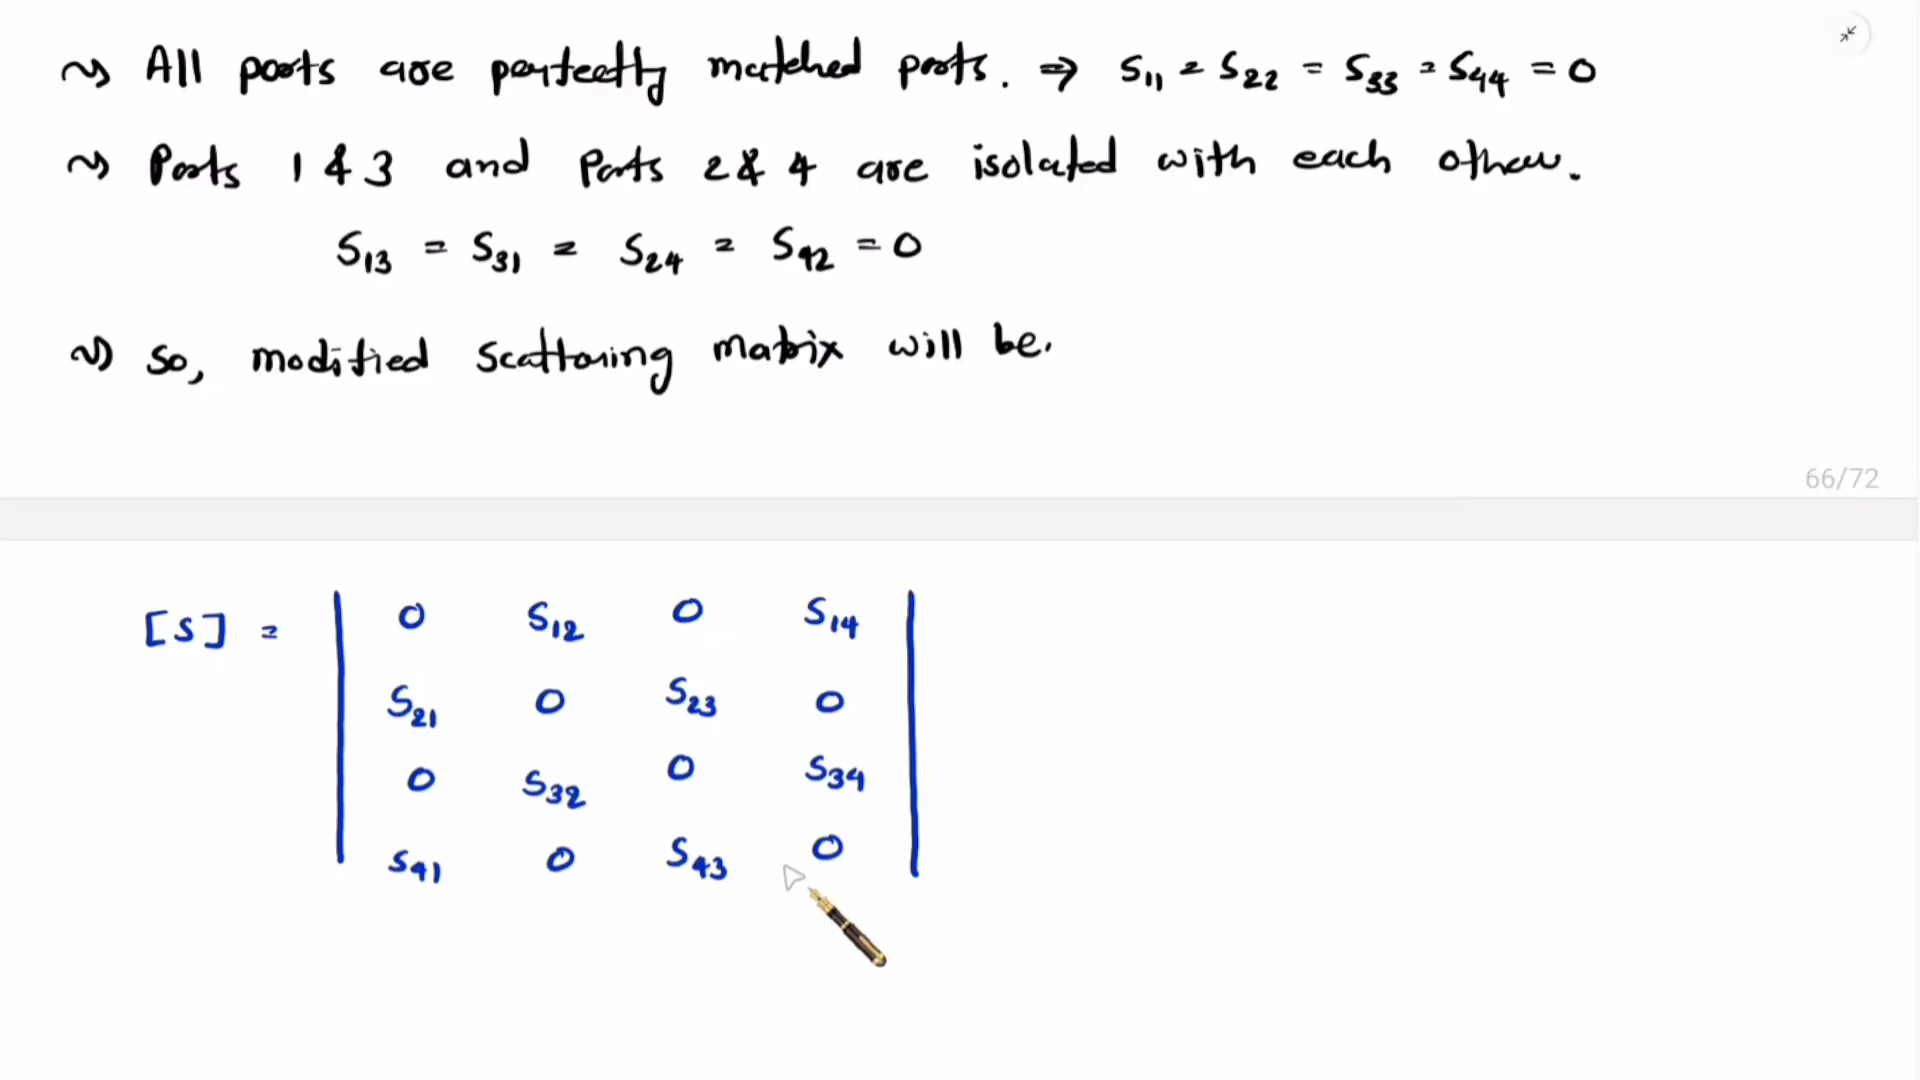 ~ All ports are perfectly matched ports. ⇒ S11 = S22 = S33 = S44 = 0
~ Ports 1 & 3 and Ports 2 & 4 are isolated with each other.
S13 = S31 = S24 = S42 = 0
~ So, modified scattering matrix will be.
66/72
[S] = | 0 S12 0 S14 |
S21 0 S23 0
0 S32 0 S34
S41 0 S43 0